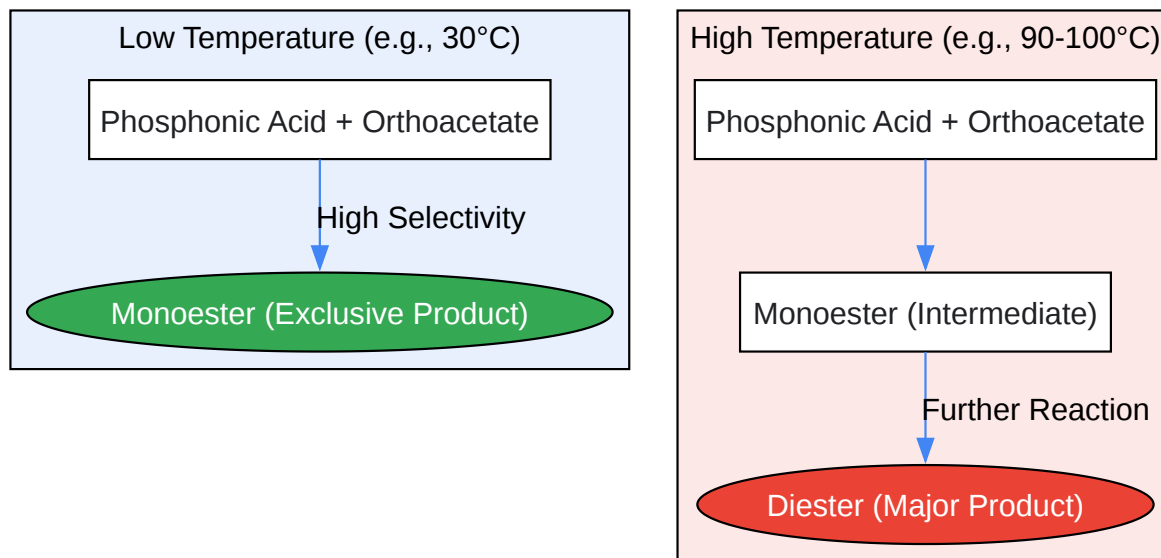 Low Temperature (e.g., 30°C)
Phosphonic Acid + Orthoacetate
High Selectivity
Monoester (Exclusive Product)
High Temperature (e.g., 90-100°C)
Phosphonic Acid + Orthoacetate
Monoester (Intermediate)
Further Reaction
Diester (Major Product)